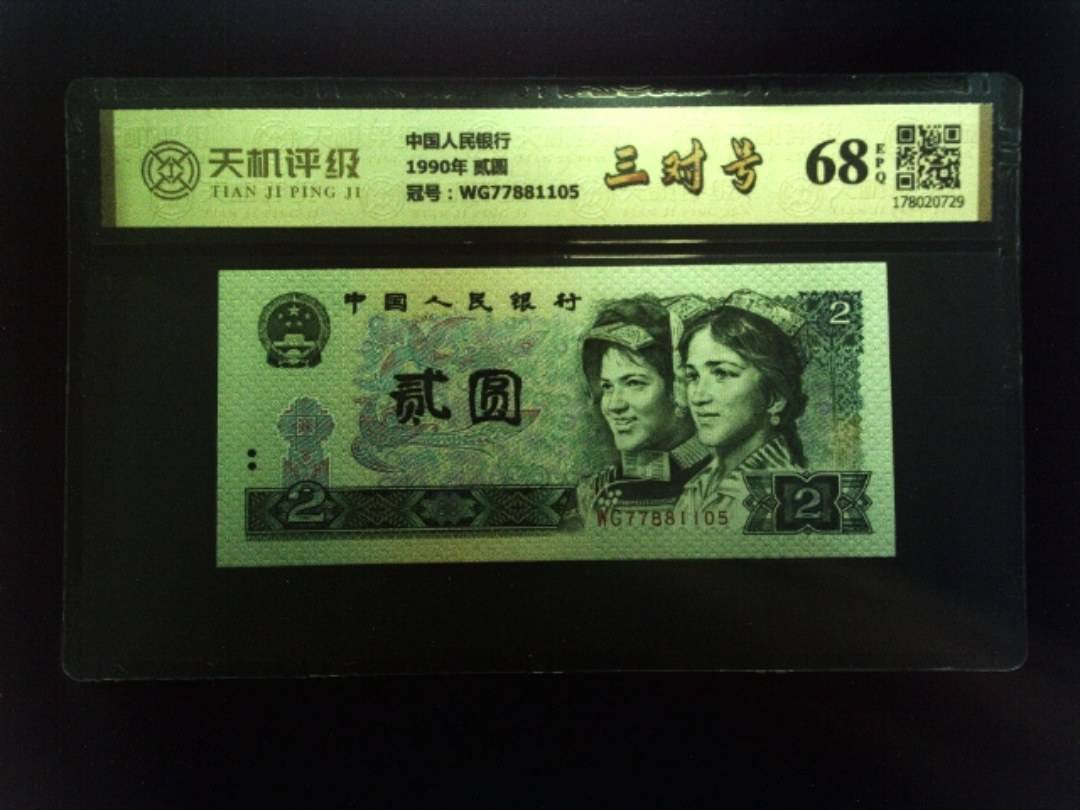 天机评级
TIAN JI PING JI
中国人民银行
1990年 贰圆
冠号：WG77881105
三对号
68
EPQ
178020729
中国人民银行
2
贰圆
2
WG77881105
2